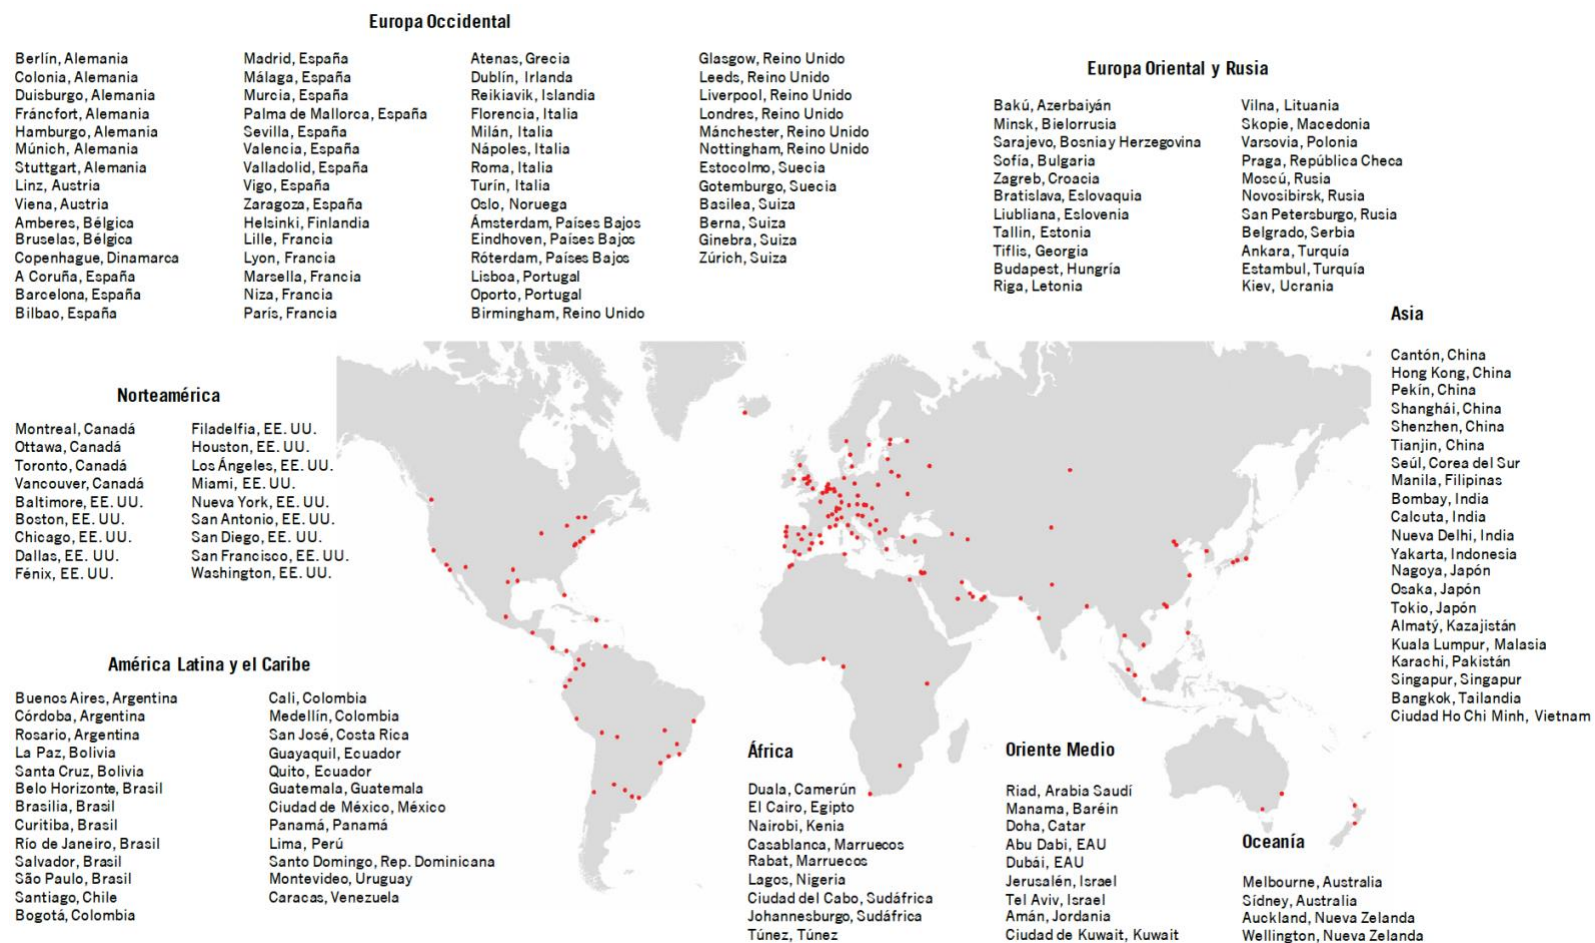 Europa Occidental
Berlín, Alemania
Colonia, Alemania
Duisburgo, Alemania
Fráncfort, Alemania
Hamburgo, Alemania
Múnich, Alemania
Stuttgart, Alemania
Linz, Austria
Viena, Austria
Amberes, Bélgica
Bruselas, Bélgica
Copenhague, Dinamarca
A Coruña, España
Barcelona, España
Bilbao, España
Madrid, España
Málaga, España
Murcia, España
Palma de Mallorca, España
Sevilla, España
Valencia, España
Valladolid, España
Vigo, España
Zaragoza, España
Helsinki, Finlandia
Lille, Francia
Lyon, Francia
Marsella, Francia
Niza, Francia
París, Francia
Atenas, Grecia
Dublín, Irlanda
Reikiavik, Islandia
Florencia, Italia
Milán, Italia
Nápoles, Italia
Roma, Italia
Turín, Italia
Oslo, Noruega
Ámsterdam, Países Bajos
Eindhoven, Países Bajos
Róterdam, Países Bajos
Lisboa, Portugal
Oporto, Portugal
Birmingham, Reino Unido
Glasgow, Reino Unido
Leeds, Reino Unido
Liverpool, Reino Unido
Londres, Reino Unido
Mánchester, Reino Unido
Nottingham, Reino Unido
Estocolmo, Suecia
Gotemburgo, Suecia
Basilea, Suiza
Berna, Suiza
Ginebra, Suiza
Zúrich, Suiza
Europa Oriental y Rusia
Bakú, Azerbaiyán
Minsk, Bielorrusia
Sarajevo, Bosnia y Herzegovina
Sofía, Bulgaria
Zagreb, Croacia
Bratislava, Eslovaquia
Liubliana, Eslovenia
Tallin, Estonia
Tiflis, Georgia
Budapest, Hungría
Riga, Letonia
Vilna, Lituania
Skopie, Macedonia
Varsovia, Polonia
Praga, República Checa
Moscú, Rusia
Novosibirsk, Rusia
San Petersburgo, Rusia
Belgrado, Serbia
Ankara, Turquía
Estambul, Turquía
Kiev, Ucrania
Asia
Cantón, China
Hong Kong, China
Pekín, China
Shanghái, China
Shenzhen, China
Tianjin, China
Seúl, Corea del Sur
Manila, Filipinas
Bombay, India
Calcuta, India
Nueva Delhi, India
Yakarta, Indonesia
Nagoya, Japón
Osaka, Japón
Tokio, Japón
Almatý, Kazajistán
Kuala Lumpur, Malasia
Karachi, Pakistán
Singapur, Singapur
Bangkok, Tailandia
Ciudad Ho Chi Minh, Vietnam
Norteamérica
Montreal, Canadá
Ottawa, Canadá
Toronto, Canadá
Vancouver, Canadá
Baltimore, EE. UU.
Boston, EE. UU.
Chicago, EE. UU.
Dallas, EE. UU.
Fénix, EE. UU.
Filadelfia, EE. UU.
Houston, EE. UU.
Los Ángeles, EE. UU.
Miami, EE. UU.
Nueva York, EE. UU.
San Antonio, EE. UU.
San Diego, EE. UU.
San Francisco, EE. UU.
Washington, EE. UU.
América Latina y el Caribe
Buenos Aires, Argentina
Córdoba, Argentina
Rosario, Argentina
La Paz, Bolivia
Santa Cruz, Bolivia
Belo Horizonte, Brasil
Brasilia, Brasil
Curitiba, Brasil
Río de Janeiro, Brasil
Salvador, Brasil
São Paulo, Brasil
Santiago, Chile
Bogotá, Colombia
Cali, Colombia
Medellín, Colombia
San José, Costa Rica
Guayaquil, Ecuador
Quito, Ecuador
Guatemala, Guatemala
Ciudad de México, México
Panamá, Panamá
Lima, Perú
Santo Domingo, Rep. Dominicana
Montevideo, Uruguay
Caracas, Venezuela
África
Duala, Camerún
El Cairo, Egipto
Nairobi, Kenia
Casablanca, Marruecos
Rabat, Marruecos
Lagos, Nigeria
Ciudad del Cabo, Sudáfrica
Johannesburgo, Sudáfrica
Túnez, Túnez
Oriente Medio
Riad, Arabia Saudí
Manama, Baréin
Doha, Catar
Abu Dabi, EAU
Dubái, EAU
Jerusalén, Israel
Tel Aviv, Israel
Amán, Jordania
Ciudad de Kuwait, Kuwait
Oceanía
Melbourne, Australia
Sídney, Australia
Auckland, Nueva Zelanda
Wellington, Nueva Zelanda